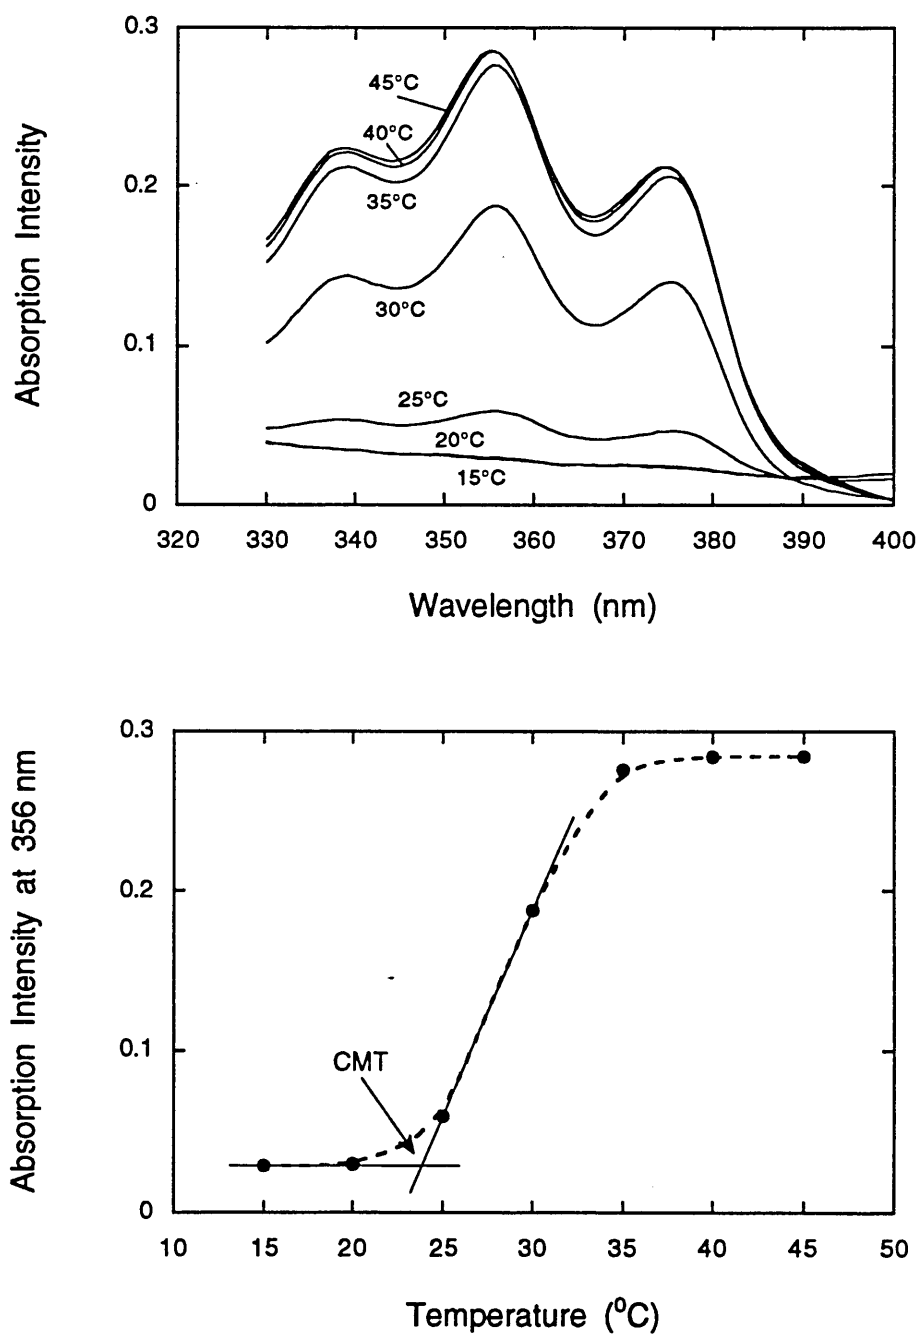 0.3
0.2
0.1
0
Absorption Intensity
45°C
40°C
35°C
30°C
25°C
20°C
15°C
320 330 340 350 360 370 380 390 400
Wavelength (nm)
0.3
0.2
0.1
0
Absorption Intensity at 356 nm
CMT
10 15 20 25 30 35 40 45 50
Temperature (⁰C)